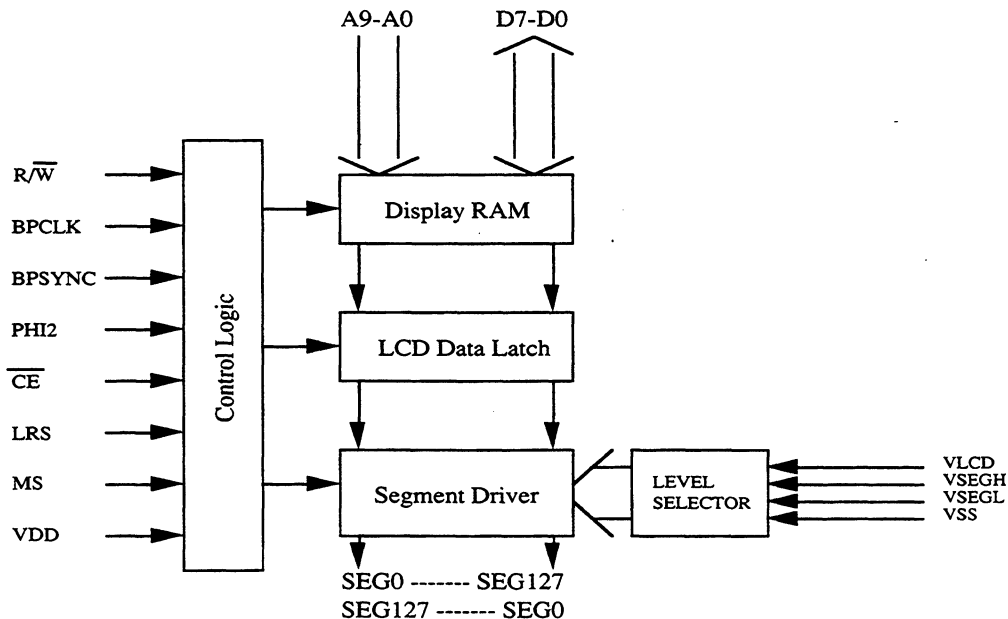 A9-A0
D7-D0
R/W̅
BPCLK
BPSYNC
PHI2
C̅E̅
LRS
MS
VDD
Control Logic
Display RAM
LCD Data Latch
Segment Driver
LEVEL
SELECTOR
VLCD
VSEGH
VSEGL
VSS
SEG0 ------- SEG127
SEG127 ------- SEG0